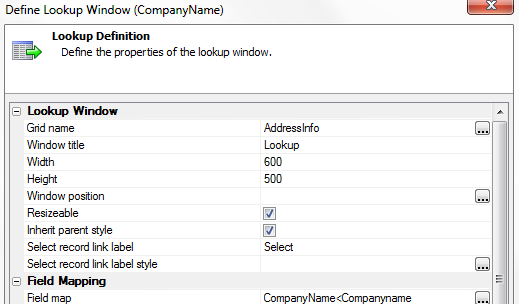 Define Lookup Window (CompanyName)
Lookup Definition
Define the properties of the lookup window.
Lookup Window
Grid name AddressInfo ...
Window title Lookup
Width 600
Height 500
Window position ...
Resizeable
Inherit parent style
Select record link label Select
Select record link label style ...
Field Mapping
Field map CompanyName<Companyname ...